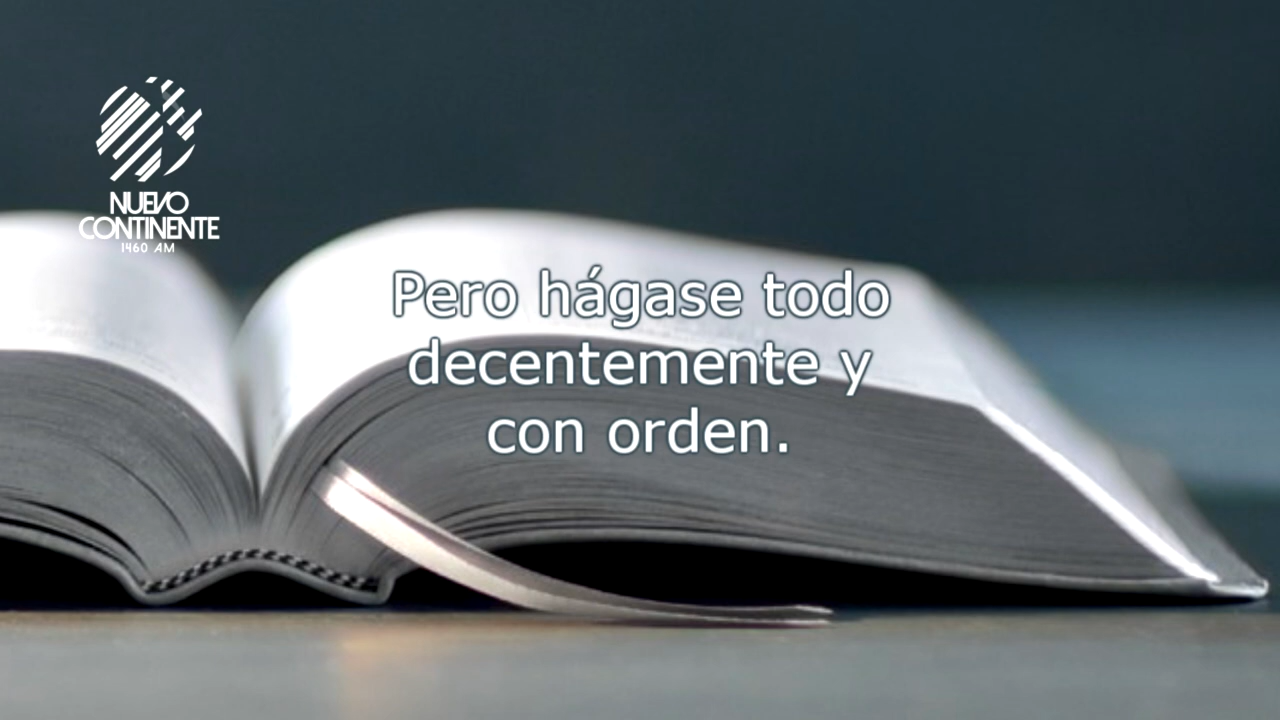 NUEVO
CONTINENTE
1460 AM
Pero hágase todo
decentemente y
con orden.